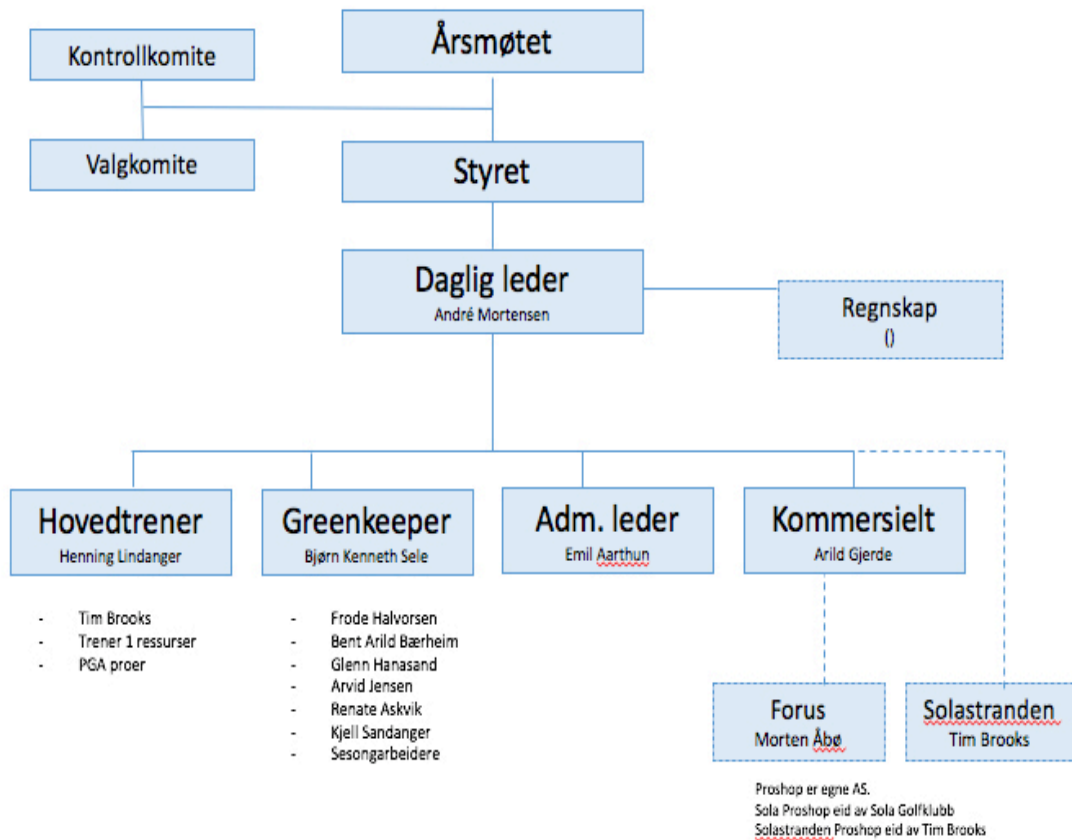 Årsmøtet
Kontrollkomite
Valgkomite
Styret
Daglig leder
André Mortensen
Regnskap
()
Hovedtrener
Henning Lindanger
Greenkeeper
Bjørn Kenneth Sele
Adm. leder
Emil Aarthun
Kommersielt
Arild Gjerde
- Tim Brooks
- Trener 1 ressurser
- PGA proer
- Frode Halvorsen
- Bent Arild Bærheim
- Glenn Hanasand
- Arvid Jensen
- Renate Askvik
- Kjell Sandanger
- Sesongarbeidere
Forus
Morten Åbø
Solastranden
Tim Brooks
Proshop er egne AS.
Sola Proshop eid av Sola Golfklubb
Solastranden Proshop eid av Tim Brooks